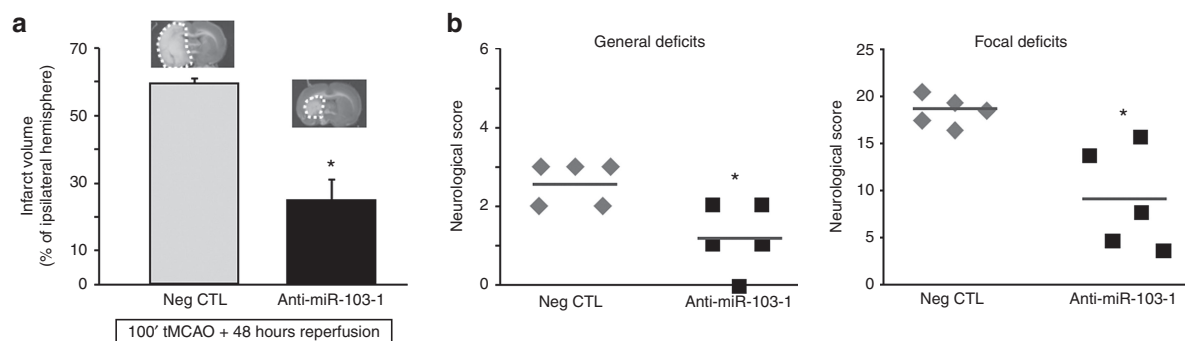 a
70
60
50
30
20
10
0
Infarct volume
(% of ipsilateral hemisphere)
*
Neg CTL
Anti-miR-103-1
100′ tMCAO + 48 hours reperfusion
b
General deficits
6
4
2
0
Neurological score
*
Neg CTL
Anti-miR-103-1
Focal deficits
25
20
15
10
5
0
Neurological score
*
Neg CTL
Anti-miR-103-1